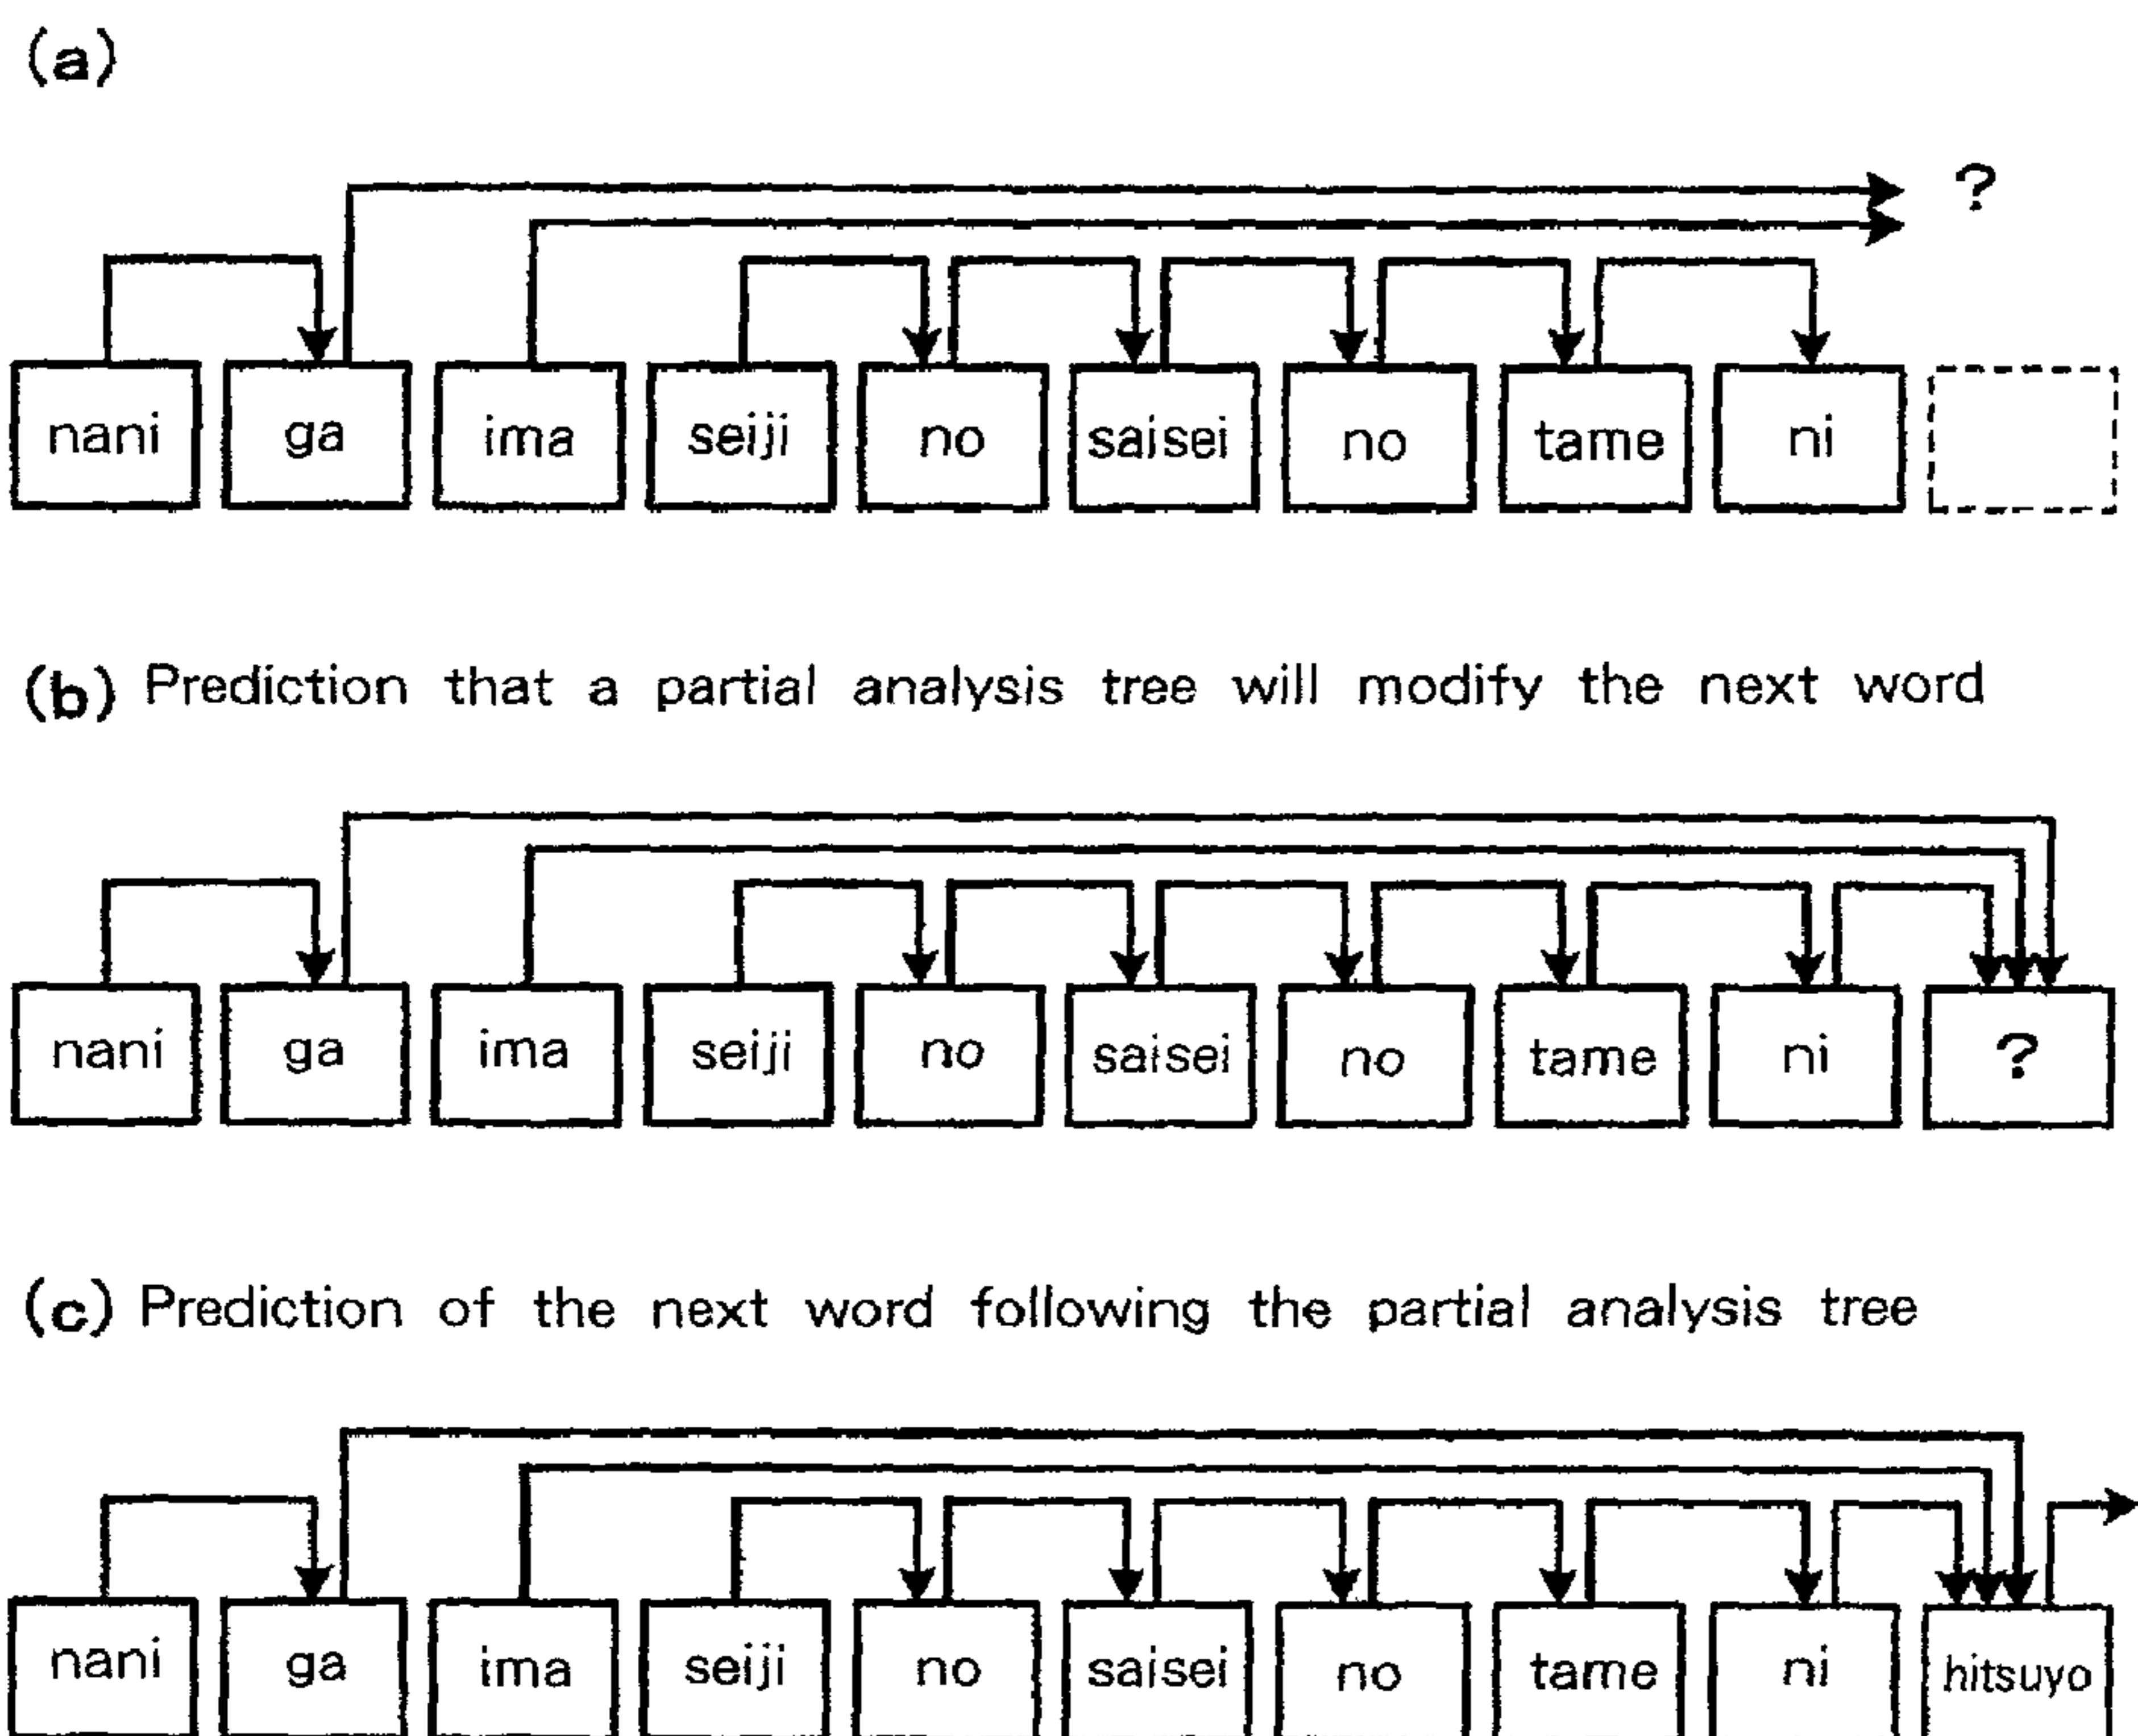 (a)
?
nani ga ima seiji no saisei no tame ni
(b) Prediction that a partial analysis tree will modify the next word
nani ga ima seiji no saisei no tame ni ?
(c) Prediction of the next word following the partial analysis tree
nani ga ima seiji no saisei no tame ni hitsuyo